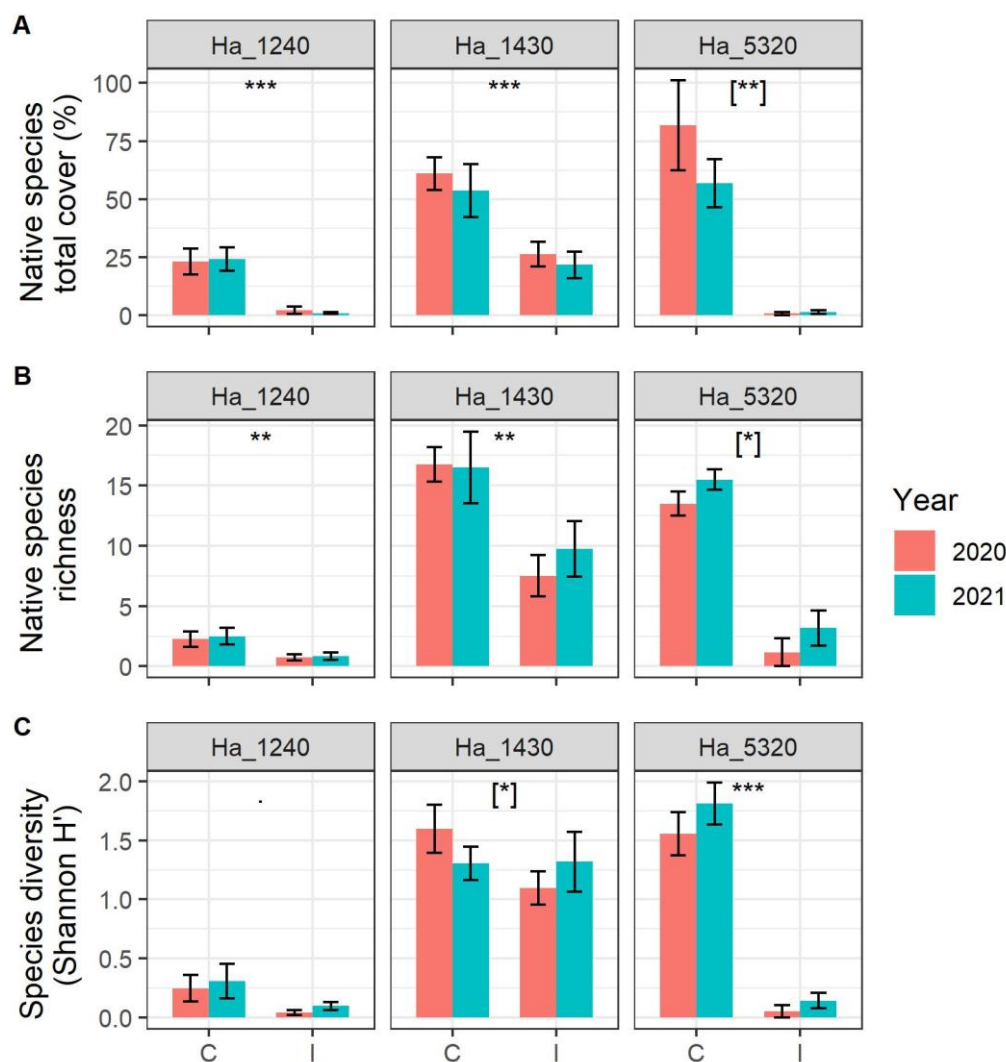 A
Ha_1240 Ha_1430 Ha_5320
Native species
total cover (%)
100
75
50
25
0
*** *** [**]
C I C I C I
B
Ha_1240 Ha_1430 Ha_5320
Native species
richness
20
15
10
5
0
** ** [*]
Year
2020
2021
C
Ha_1240 Ha_1430 Ha_5320
Species diversity
(Shannon H')
2.0
1.5
1.0
0.5
0.0
. [*] ***
C I C I C I